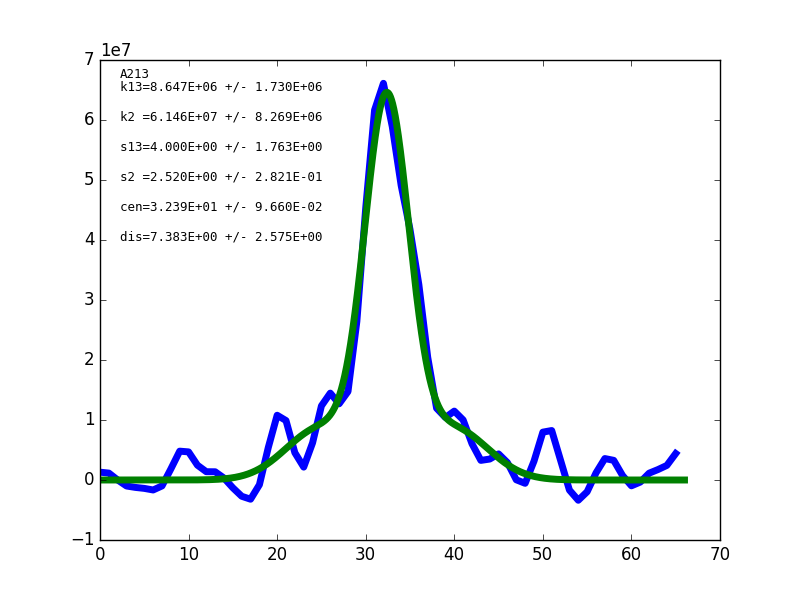 1e7
7
A213
k13=8.647E+06 +/- 1.730E+06
6
k2 =6.146E+07 +/- 8.269E+06
5
s13=4.000E+00 +/- 1.763E+00
s2 =2.520E+00 +/- 2.821E-01
cen=3.239E+01 +/- 9.660E-02
4
dis=7.383E+00 +/- 2.575E+00
3
2
1
0
−1
0 10 20 30 40 50 60 70